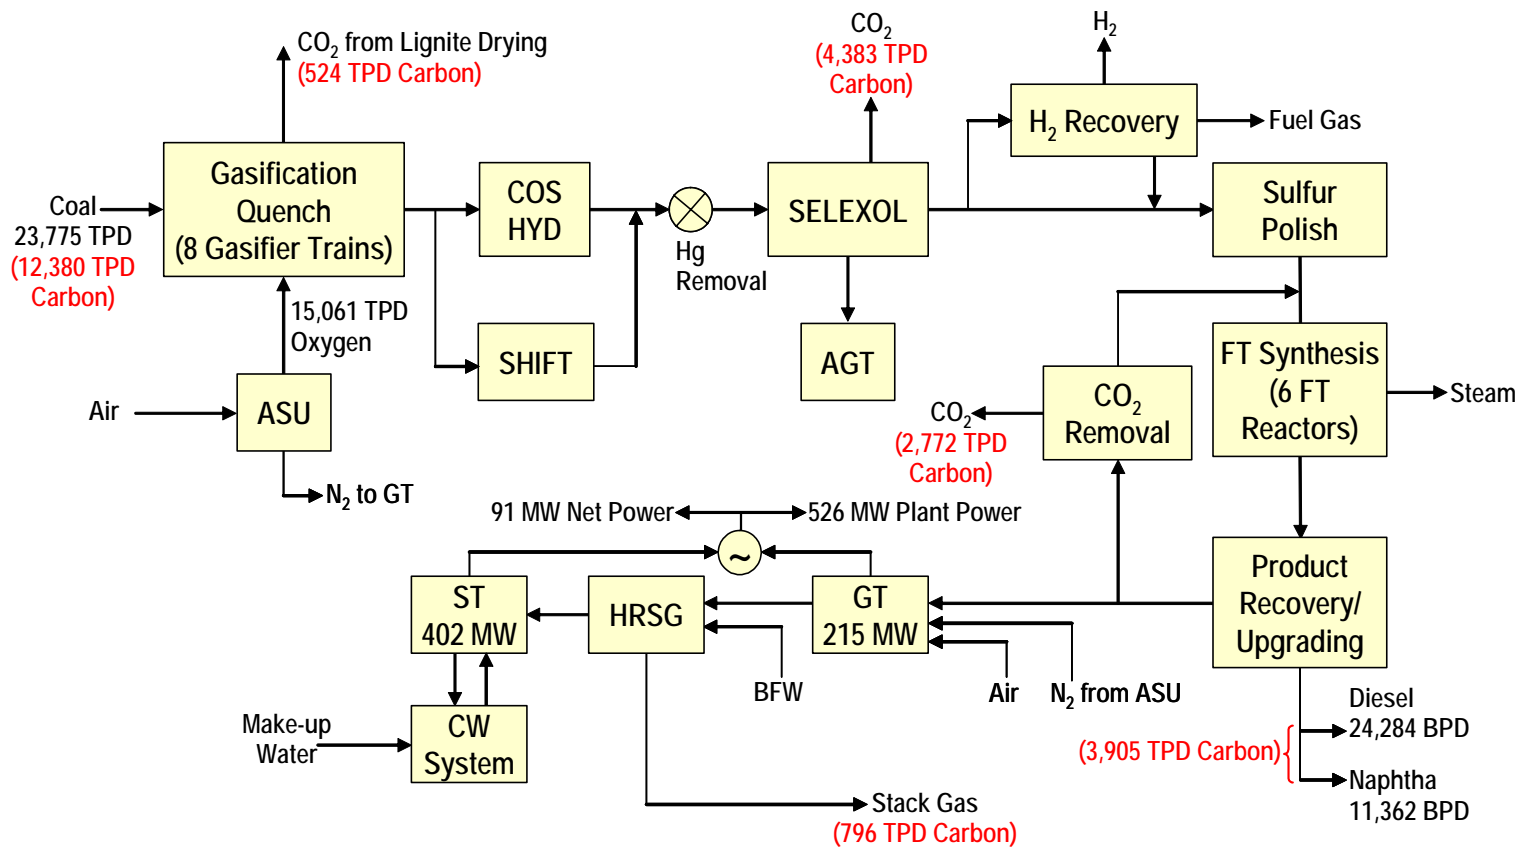 CO2 from Lignite Drying
(524 TPD Carbon)
CO2
(4,383 TPD
Carbon)
H2
H2 Recovery
Fuel Gas
Gasification
Quench
(8 Gasifier Trains)
Coal
23,775 TPD
(12,380 TPD
Carbon)
COS
HYD
Hg
Removal
SELEXOL
Sulfur
Polish
15,061 TPD
Oxygen
SHIFT
AGT
Air
ASU
N2 to GT
CO2
Removal
CO2
(2,772 TPD
Carbon)
FT Synthesis
(6 FT
Reactors)
Steam
91 MW Net Power
526 MW Plant Power
~
ST
402 MW
HRSG
GT
215 MW
Product
Recovery/
Upgrading
BFW
Air
N2 from ASU
Make-up
Water
CW
System
Diesel
24,284 BPD
(3,905 TPD Carbon)
Naphtha
11,362 BPD
Stack Gas
(796 TPD Carbon)